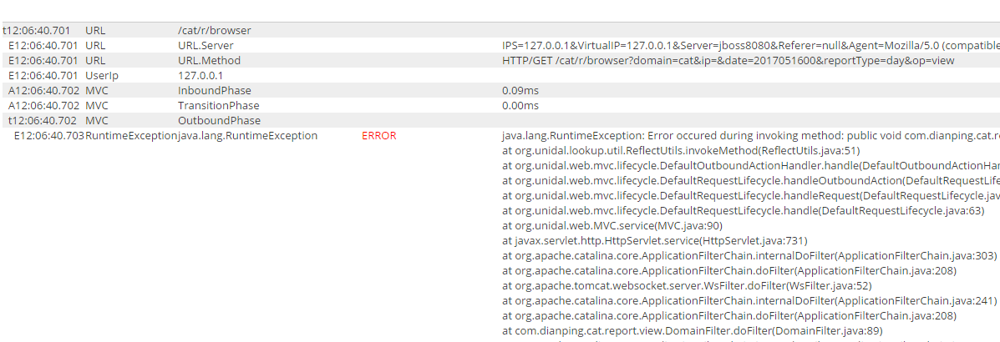 t12:06:40.701 URL /cat/r/browser
E12:06:40.701 URL URL.Server IPS=127.0.0.1&VirtualIP=127.0.0.1&Server=jboss8080&Referer=null&Agent=Mozilla/5.0 (compatible
E12:06:40.701 URL URL.Method HTTP/GET /cat/r/browser?domain=cat&ip=&date=2017051600&reportType=day&op=view
E12:06:40.701 UserIp 127.0.0.1
A12:06:40.702 MVC InboundPhase 0.09ms
A12:06:40.702 MVC TransitionPhase 0.00ms
t12:06:40.702 MVC OutboundPhase
E12:06:40.703 RuntimeException java.lang.RuntimeException ERROR java.lang.RuntimeException: Error occured during invoking method: public void com.dianping.cat.re
at org.unidal.lookup.util.ReflectUtils.invokeMethod(ReflectUtils.java:51)
at org.unidal.web.mvc.lifecycle.DefaultOutboundActionHandler.handle(DefaultOutboundActionHan
at org.unidal.web.mvc.lifecycle.DefaultRequestLifecycle.handleOutboundAction(DefaultRequestLife
at org.unidal.web.mvc.lifecycle.DefaultRequestLifecycle.handleRequest(DefaultRequestLifecycle.jav
at org.unidal.web.mvc.lifecycle.DefaultRequestLifecycle.handle(DefaultRequestLifecycle.java:63)
at org.unidal.web.MVC.service(MVC.java:90)
at javax.servlet.http.HttpServlet.service(HttpServlet.java:731)
at org.apache.catalina.core.ApplicationFilterChain.internalDoFilter(ApplicationFilterChain.java:303)
at org.apache.catalina.core.ApplicationFilterChain.doFilter(ApplicationFilterChain.java:208)
at org.apache.tomcat.websocket.server.WsFilter.doFilter(WsFilter.java:52)
at org.apache.catalina.core.ApplicationFilterChain.internalDoFilter(ApplicationFilterChain.java:241)
at org.apache.catalina.core.ApplicationFilterChain.doFilter(ApplicationFilterChain.java:208)
at com.dianping.cat.report.view.DomainFilter.doFilter(DomainFilter.java:89)